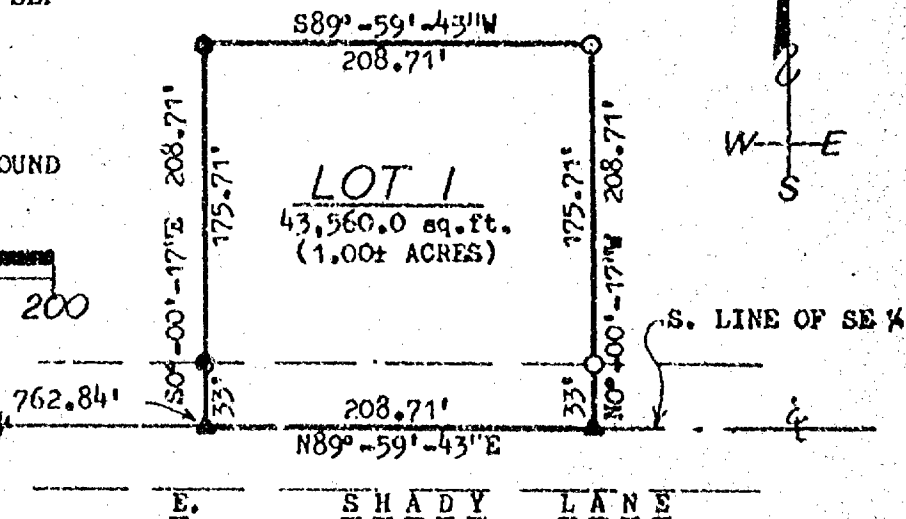 S89°-59'-43"W
208.71'
S0°-00'-17"E 208.71'
175.71'
LOT 1
43,560.0 sq.ft.
(1.00± ACRES)
175.71'
N0°-00'-17"W 208.71'
W E
S
OUND
200
S. LINE OF SE ¼
762.84'
33'
208.71'
33'
N89°-59'-43"E
E. SHADY LANE